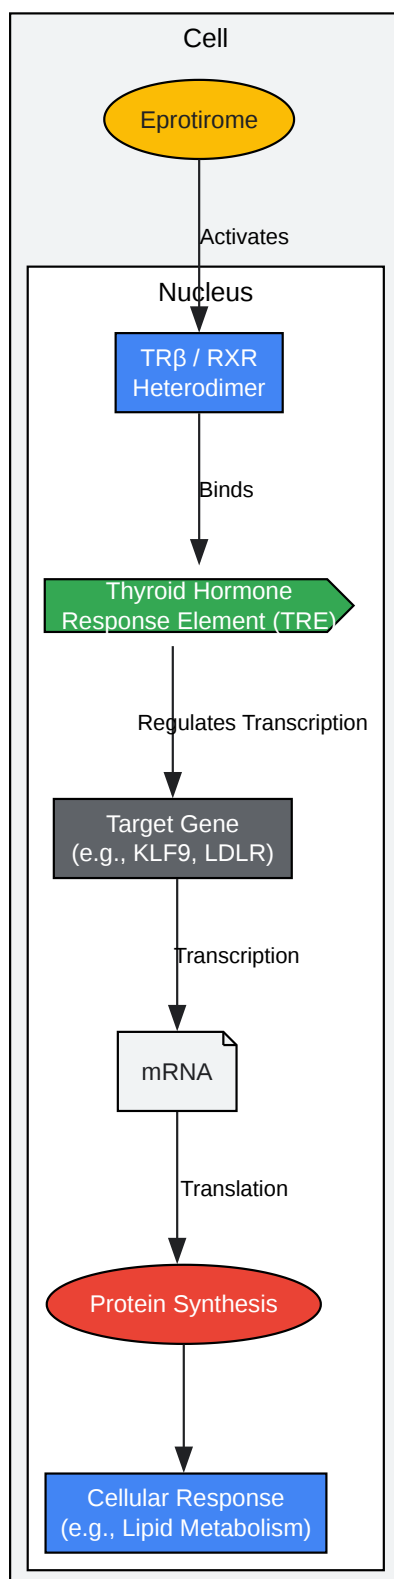 Cell
Eprotirome
Activates
Nucleus
TRβ / RXR
Heterodimer
Binds
Thyroid Hormone
Response Element (TRE)
Regulates Transcription
Target Gene
(e.g., KLF9, LDLR)
Transcription
mRNA
Translation
Protein Synthesis
Cellular Response
(e.g., Lipid Metabolism)